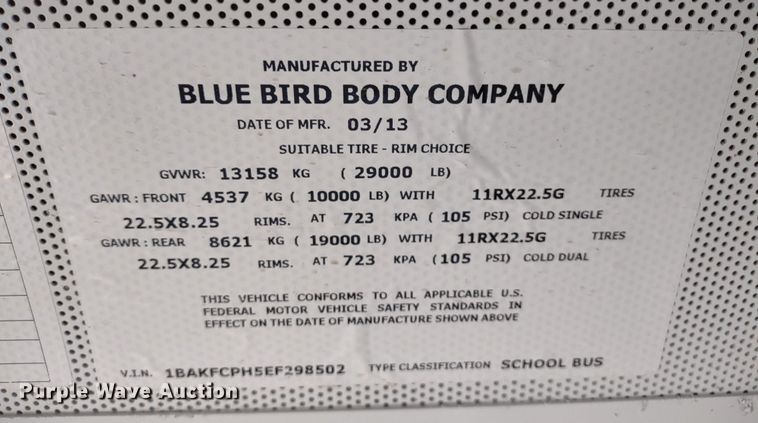 MANUFACTURED BY
BLUE BIRD BODY COMPANY
DATE OF MFR. 03/13
SUITABLE TIRE - RIM CHOICE
GVWR: 13158 KG ( 29000 LB)
GAWR : FRONT 4537 KG ( 10000 LB) WITH 11RX22.5G TIRES
22.5X8.25 RIMS. AT 723 KPA ( 105 PSI) COLD SINGLE
GAWR : REAR 8621 KG ( 19000 LB) WITH 11RX22.5G TIRES
22.5X8.25 RIMS. AT 723 KPA ( 105 PSI) COLD DUAL
THIS VEHICLE CONFORMS TO ALL APPLICABLE U.S.
FEDERAL MOTOR VEHICLE SAFETY STANDARDS IN
EFFECT ON THE DATE OF MANUFACTURE SHOWN ABOVE
V.I.N. 1BAKFCPH5EF298502 TYPE CLASSIFICATION SCHOOL BUS
Purple Wave Auction